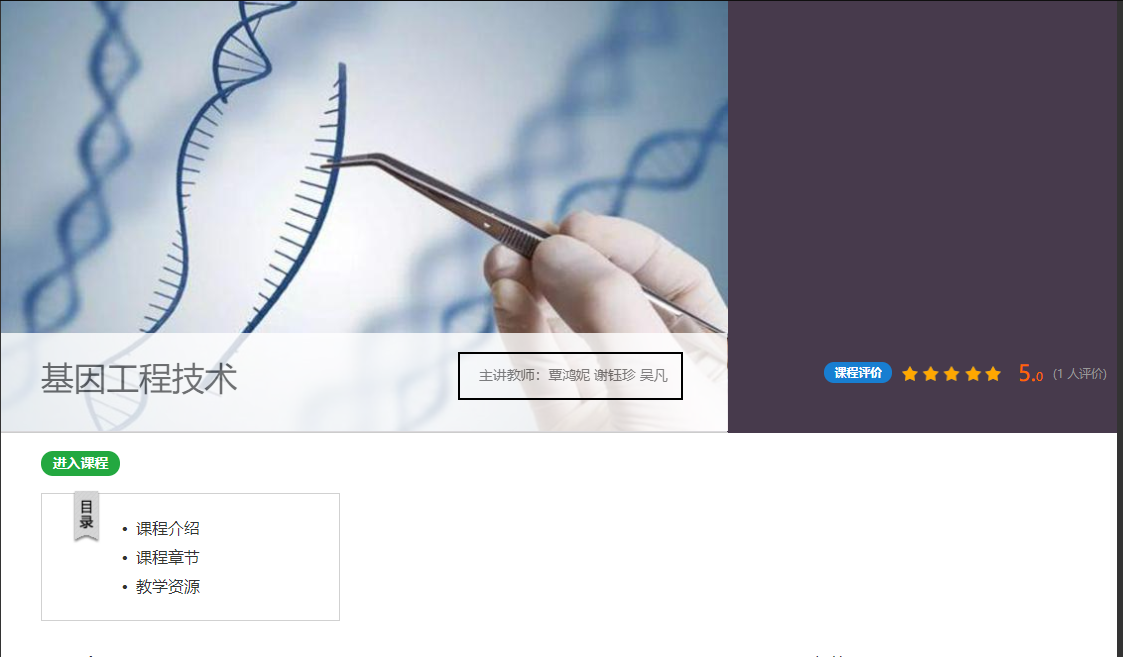 基因工程技术
主讲教师：覃鸿妮 谢钰珍 吴凡
课程评价 5.0 (1 人评价)
进入课程
目录
• 课程介绍
• 课程章节
• 教学资源